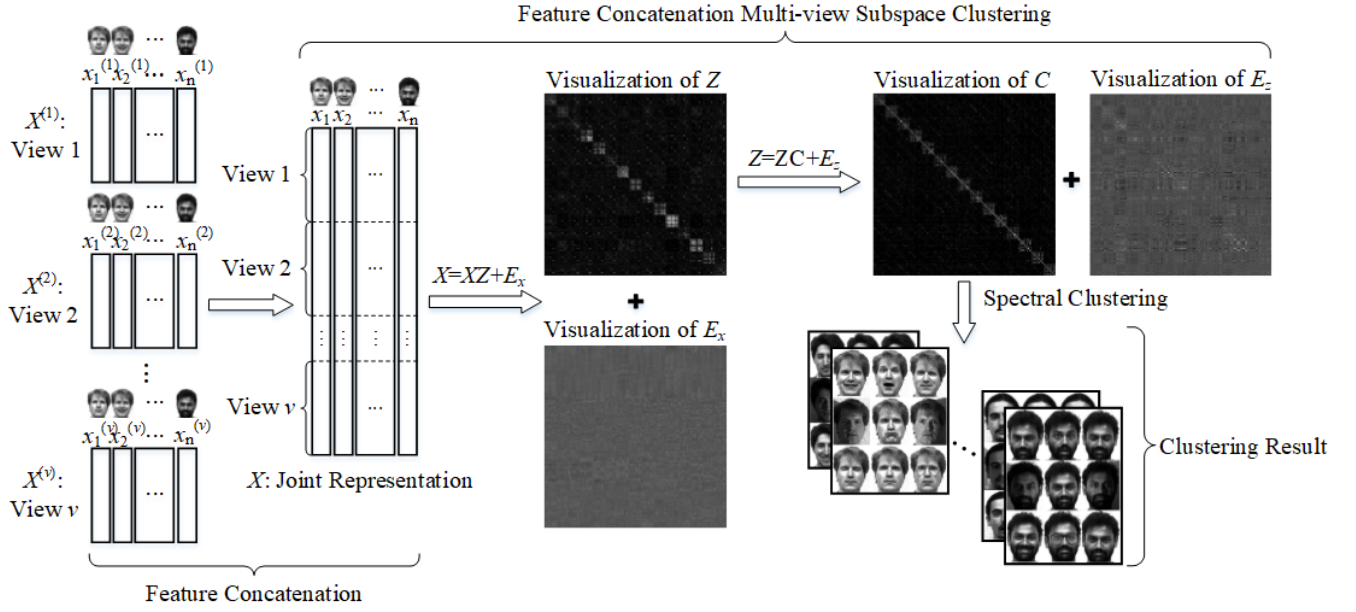 Feature Concatenation Multi-view Subspace Clustering
...
x₁⁽¹⁾ x₂⁽¹⁾ ... xₙ⁽¹⁾
X⁽¹⁾:
View 1
...
...
x₁⁽²⁾ x₂⁽²⁾ ... xₙ⁽²⁾
X⁽²⁾:
View 2
...
⋮
...
x₁⁽ᵛ⁾ x₂⁽ᵛ⁾ ... xₙ⁽ᵛ⁾
X⁽ᵛ⁾:
View v
...
Feature Concatenation
...
x₁ x₂ ... xₙ
View 1
...
View 2
...
⋮ ⋮ ⋮ ⋮
View v
...
X: Joint Representation
X=XZ+Eₓ
Visualization of Z
+
Visualization of Eₓ
Z=ZC+E_z
Visualization of C
+
Visualization of E_z
Spectral Clustering
...
Clustering Result